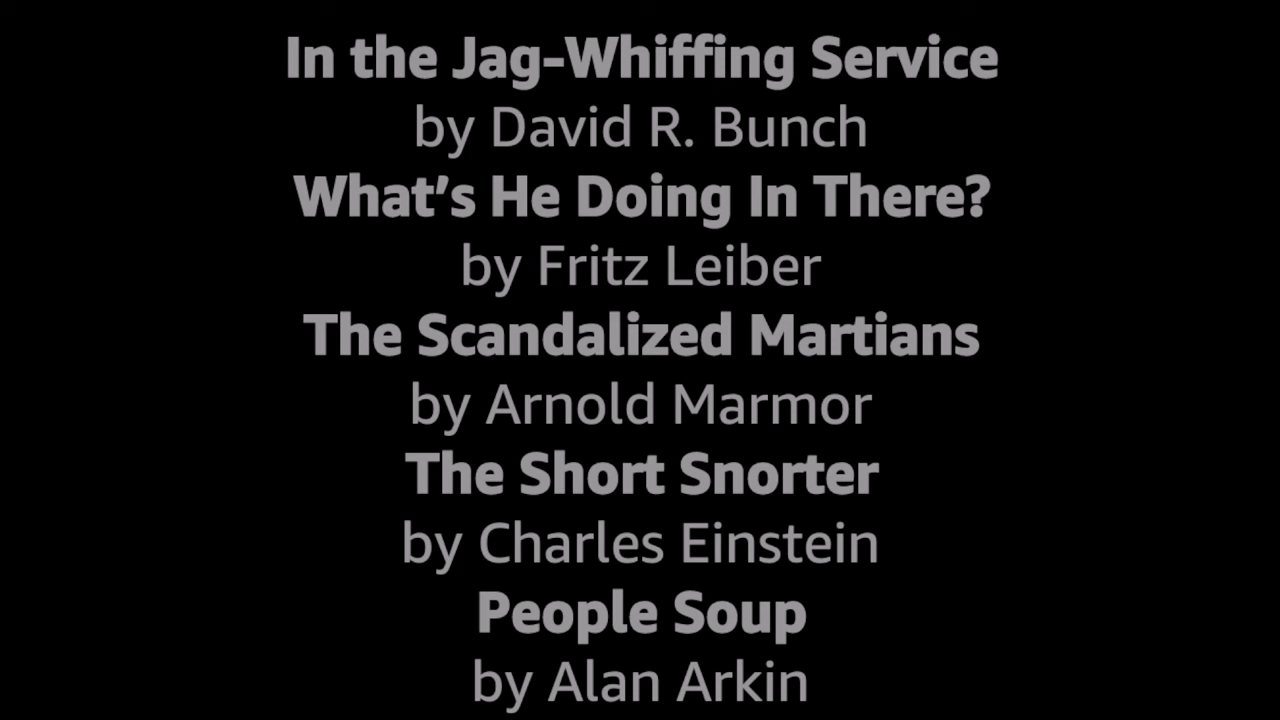 In the Jag-Whiffing Service
by David R. Bunch
What’s He Doing In There?
by Fritz Leiber
The Scandalized Martians
by Arnold Marmor
The Short Snorter
by Charles Einstein
People Soup
by Alan Arkin